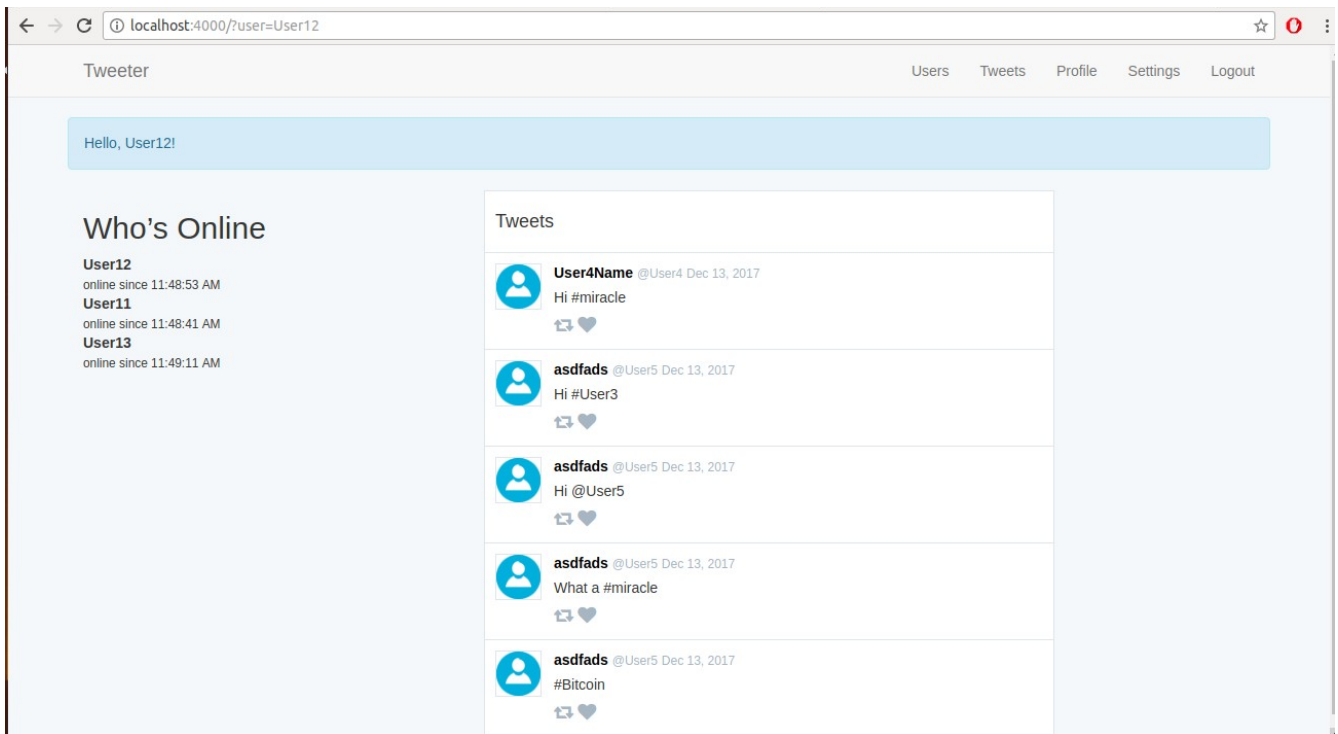 localhost:4000/?user=User12
Tweeter Users Tweets Profile Settings Logout
Hello, User12!
Who’s Online
User12
online since 11:48:53 AM
User11
online since 11:48:41 AM
User13
online since 11:49:11 AM
Tweets
User4Name @User4 Dec 13, 2017
Hi #miracle
asdfads @User5 Dec 13, 2017
Hi #User3
asdfads @User5 Dec 13, 2017
Hi @User5
asdfads @User5 Dec 13, 2017
What a #miracle
asdfads @User5 Dec 13, 2017
#Bitcoin